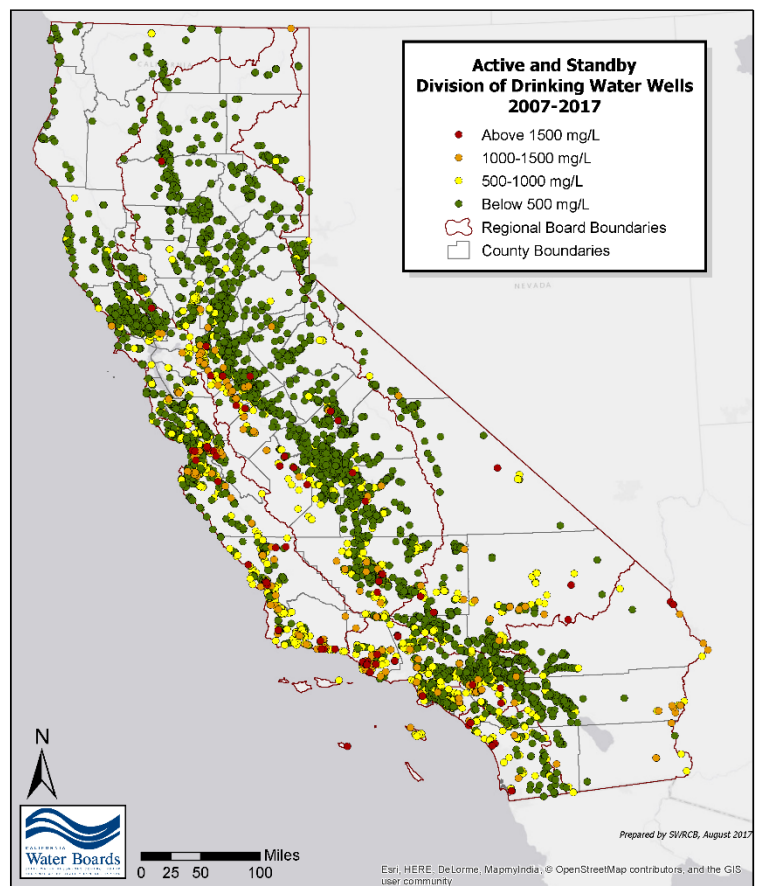 CALIFORNIA
Active and Standby
Division of Drinking Water Wells
2007-2017
Above 1500 mg/L
1000-1500 mg/L
500-1000 mg/L
Below 500 mg/L
Regional Board Boundaries
County Boundaries
NEVADA
N
CALIFORNIA
Water Boards
Prepared by SWRCB, August 2017
Miles
0 25 50 100
Esri, HERE, DeLorme, MapmyIndia, © OpenStreetMap contributors, and the GIS
user community